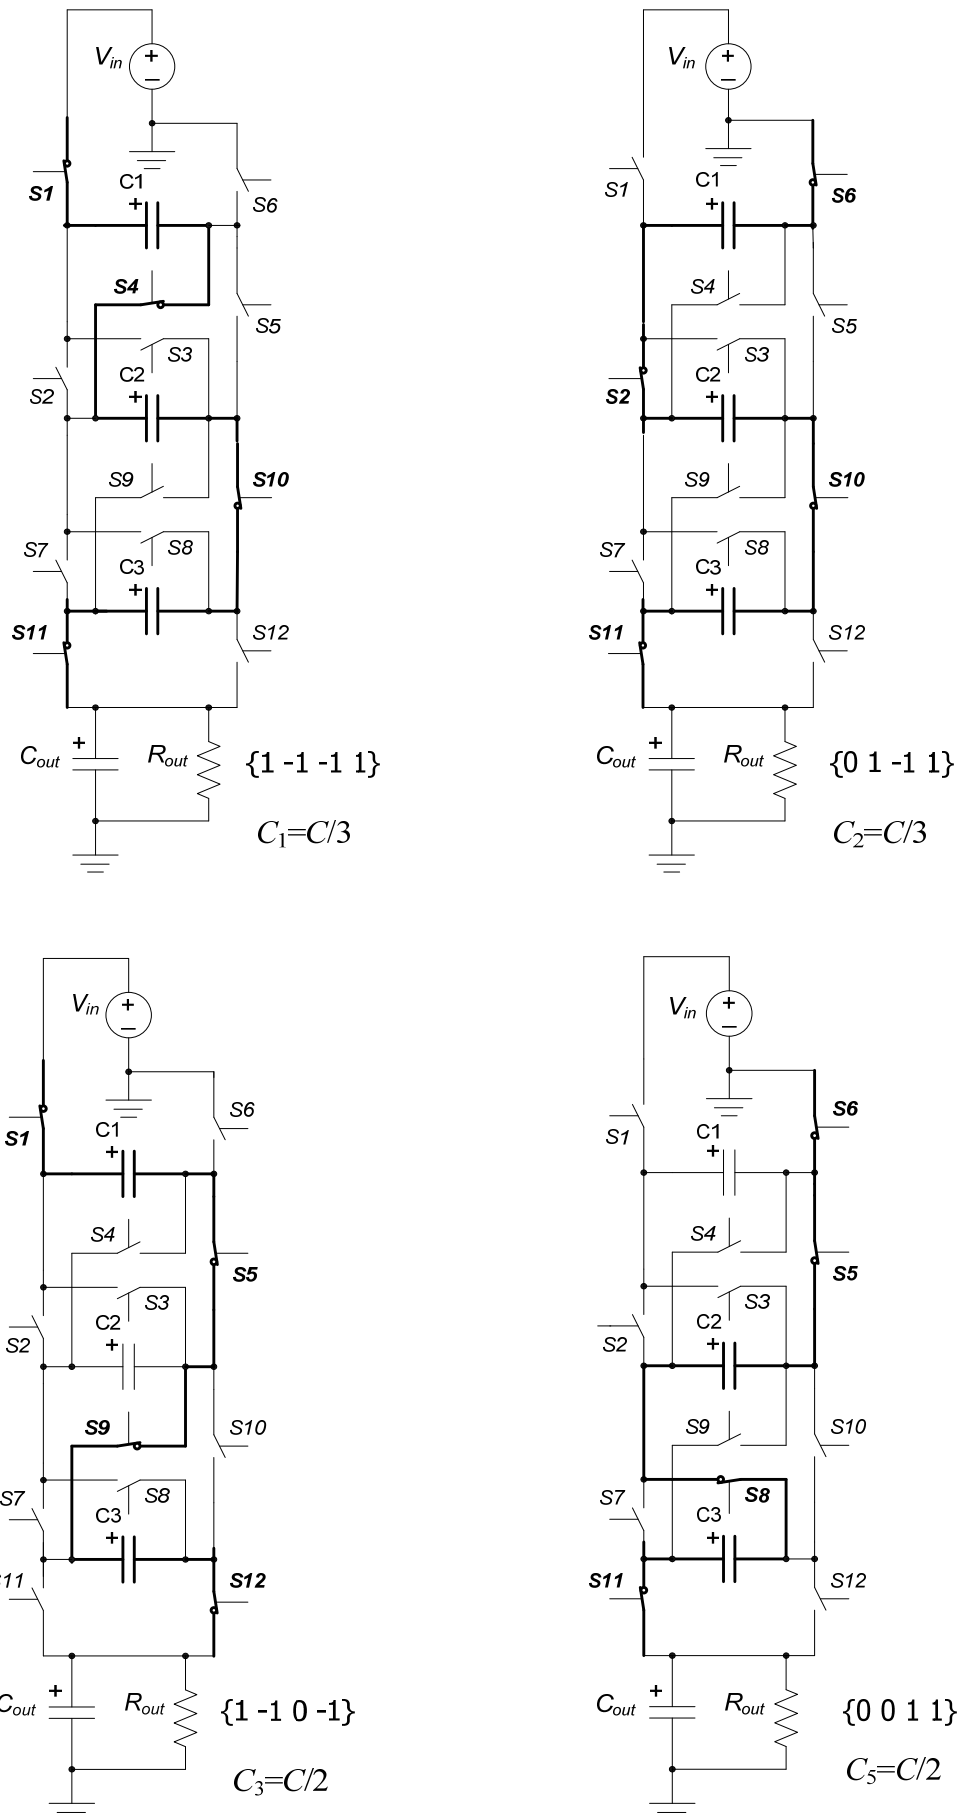 Vin
+
−
S1
C1
+
S6
S4
S5
S3
C2
+
S2
S9
S10
S8
S7
C3
+
S11
S12
Cout
+
Rout
{1 -1 -1 1}
C1=C/3
Vin
+
−
S1
C1
+
S6
S4
S5
S3
C2
+
S2
S9
S10
S8
S7
C3
+
S11
S12
Cout
+
Rout
{0 1 -1 1}
C2=C/3
Vin
+
−
S1
C1
+
S6
S4
S5
S3
C2
+
S2
S9
S10
S8
S7
C3
+
S11
S12
Cout
+
Rout
{1 -1 0 -1}
C3=C/2
Vin
+
−
S1
C1
+
S6
S4
S5
S3
C2
+
S2
S9
S10
S8
S7
C3
+
S11
S12
Cout
+
Rout
{0 0 1 1}
C5=C/2